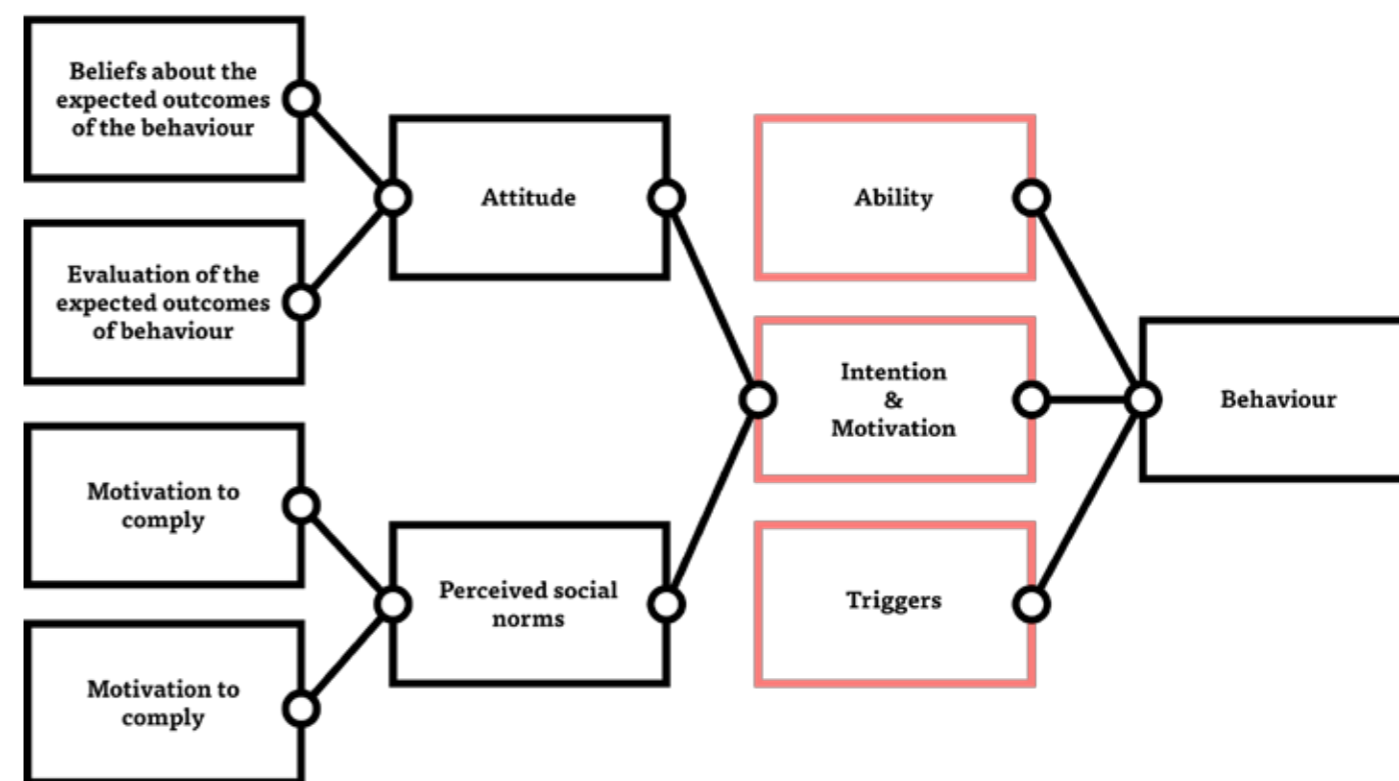 Beliefs about the
expected outcomes
of the behaviour
Evaluation of the
expected outcomes
of behaviour
Motivation to
comply
Motivation to
comply
Attitude
Perceived social
norms
Ability
Intention
&
Motivation
Triggers
Behaviour